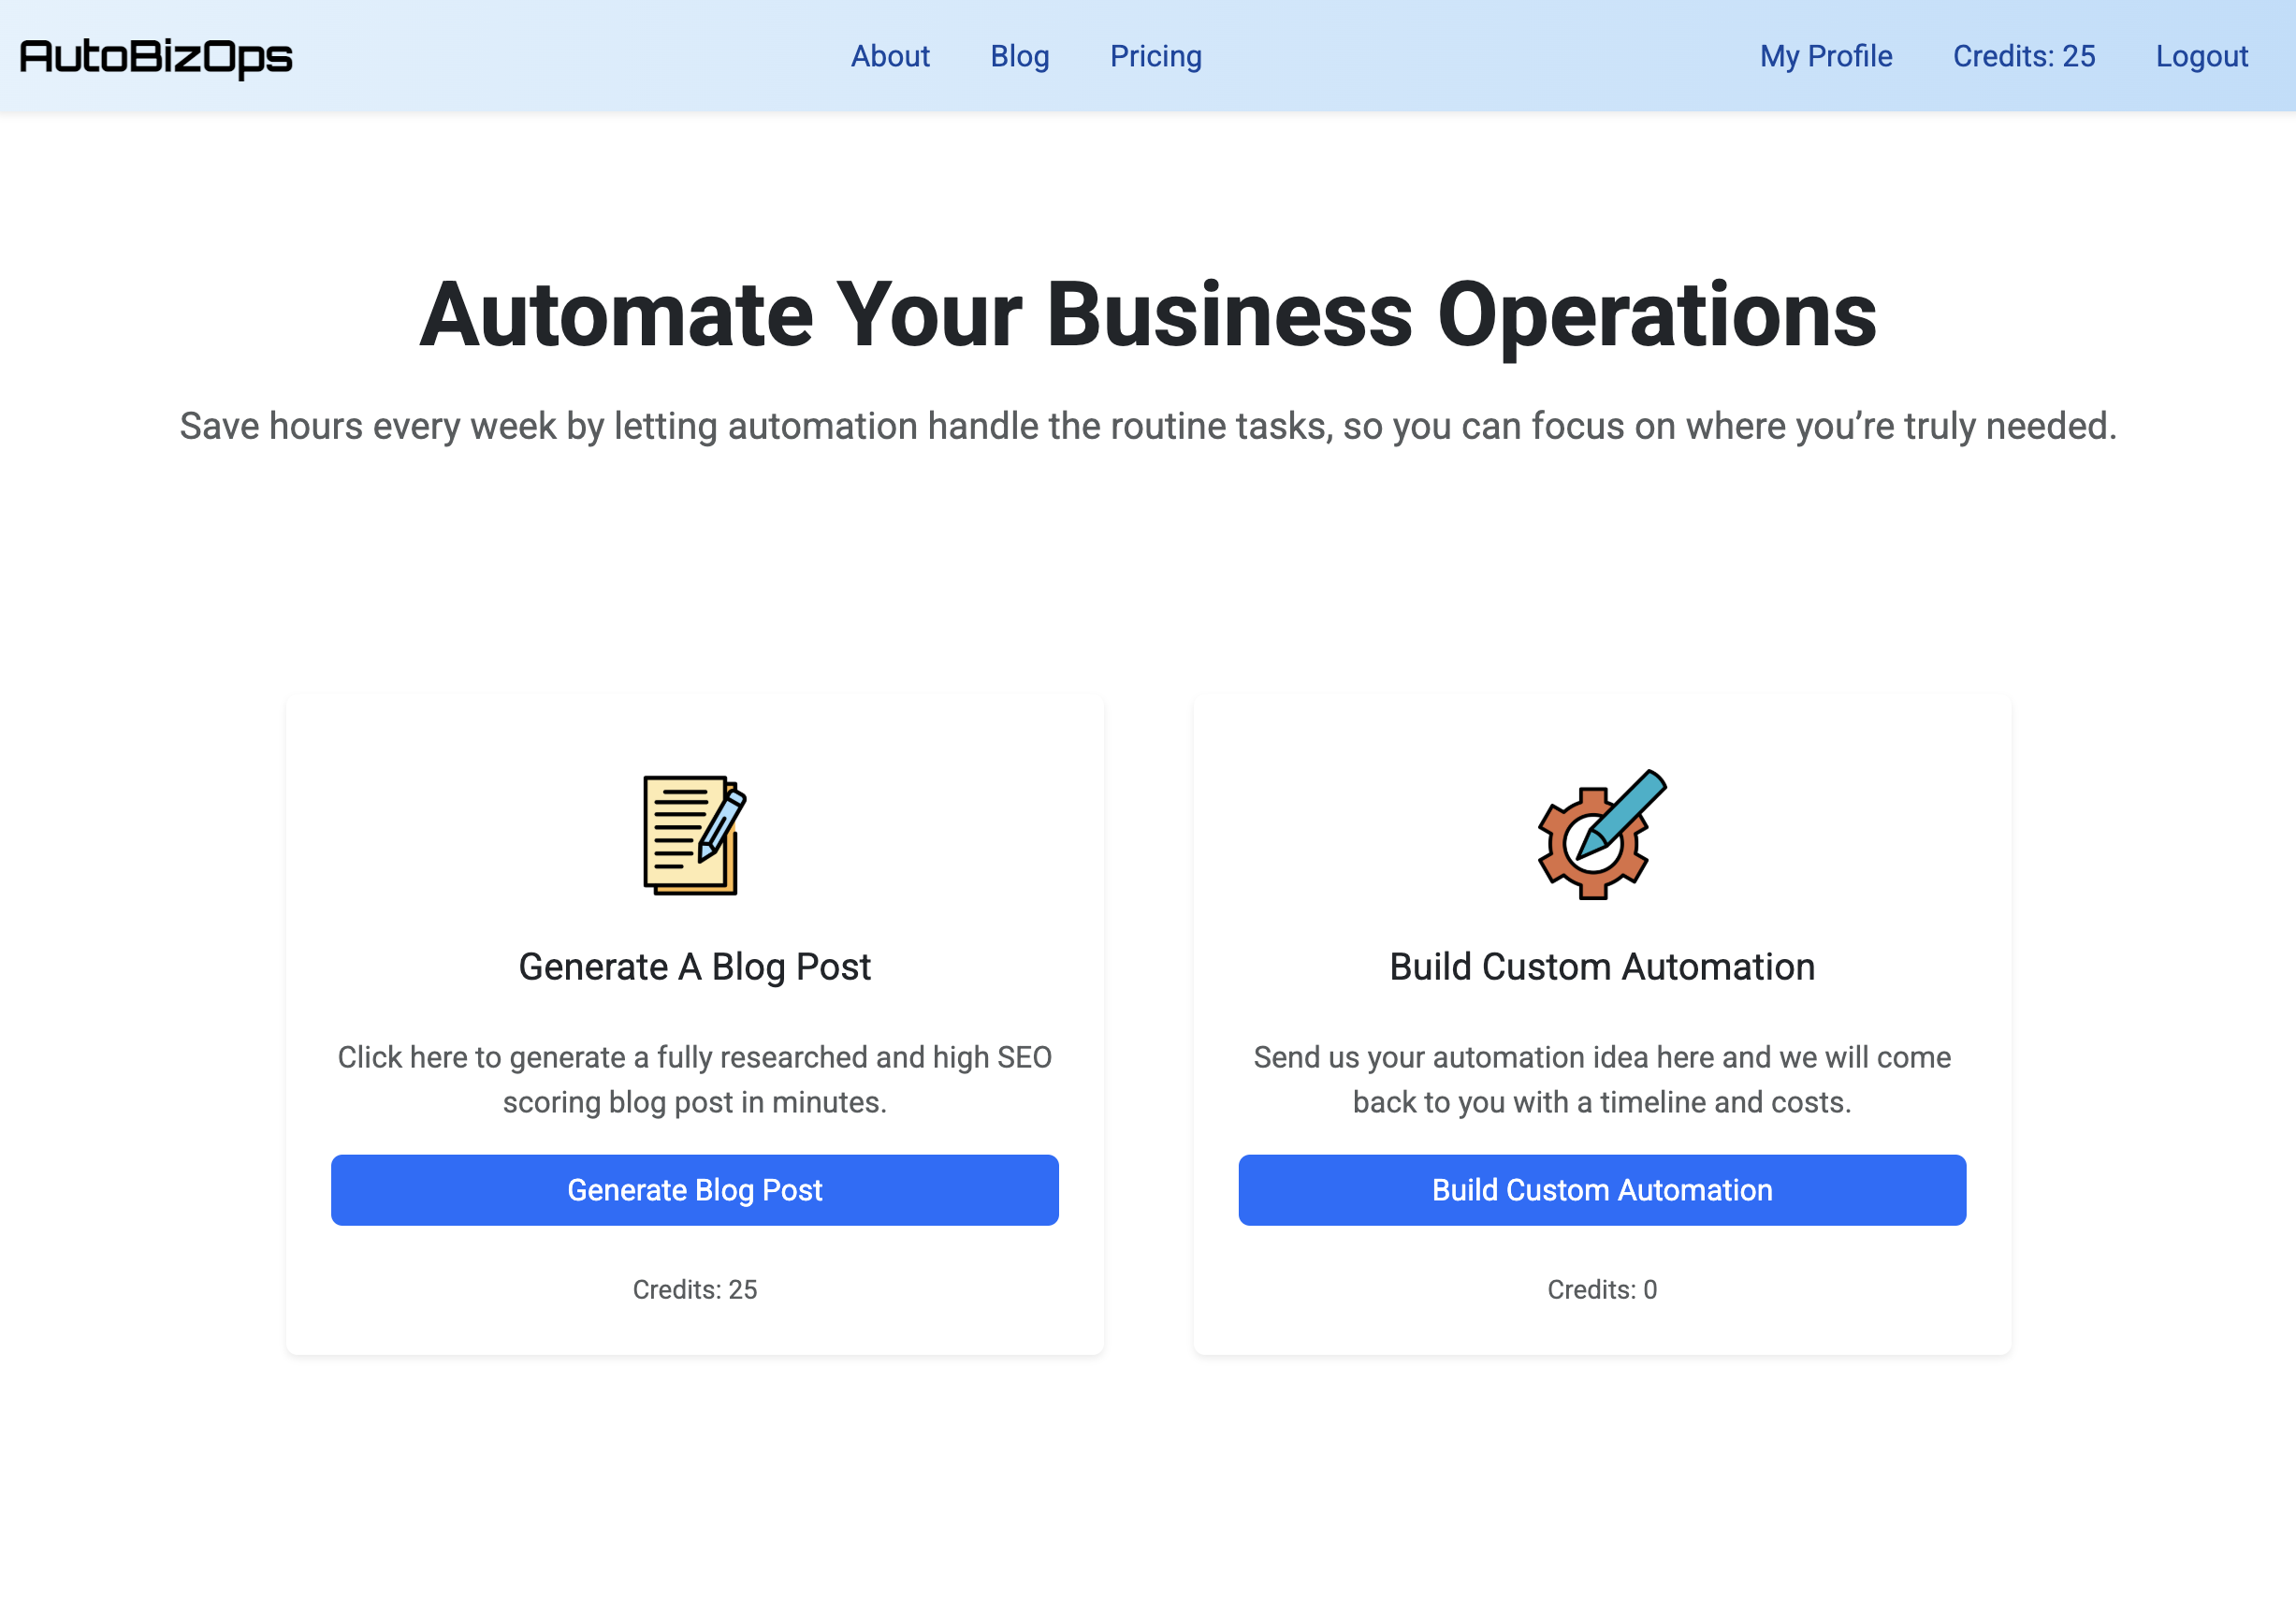 AutoBizOps
About
Blog
Pricing
My Profile
Credits: 25
Logout
Automate Your Business Operations
Save hours every week by letting automation handle the routine tasks, so you can focus on where you’re truly needed.
Generate A Blog Post
Click here to generate a fully researched and high SEO
scoring blog post in minutes.
Generate Blog Post
Credits: 25
Build Custom Automation
Send us your automation idea here and we will come
back to you with a timeline and costs.
Build Custom Automation
Credits: 0